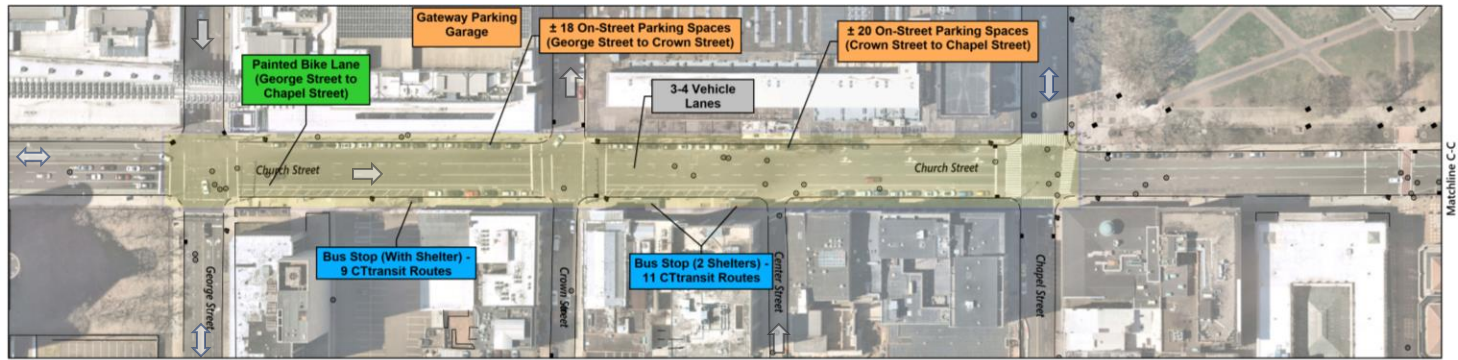 Gateway Parking
Garage
± 18 On-Street Parking Spaces
(George Street to Crown Street)
± 20 On-Street Parking Spaces
(Crown Street to Chapel Street)
Painted Bike Lane
(George Street to
Chapel Street)
3-4 Vehicle
Lanes
Church Street
Church Street
Matchline C-C
Bus Stop (With Shelter) -
9 CTtransit Routes
Bus Stop (2 Shelters) -
11 CTtransit Routes
George Street
Crown Street
Center Street
Chapel Street